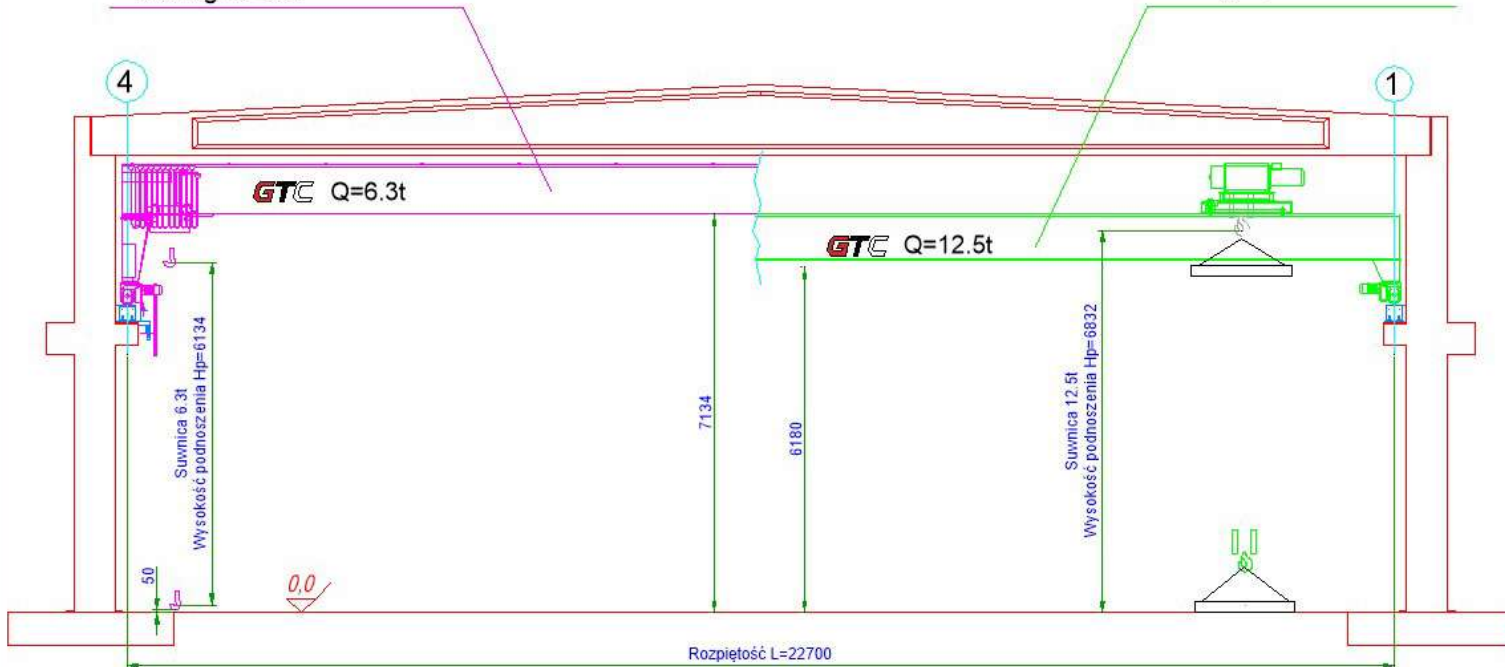 4
1
GTC Q=6.3t
GTC Q=12.5t
Suwnica 6.3t
Wysokość podnoszenia Hp=6134
7134
6180
Suwnica 12.5t
Wysokość podnoszenia Hp=6832
50
0,0
Rozpiętość L=22700